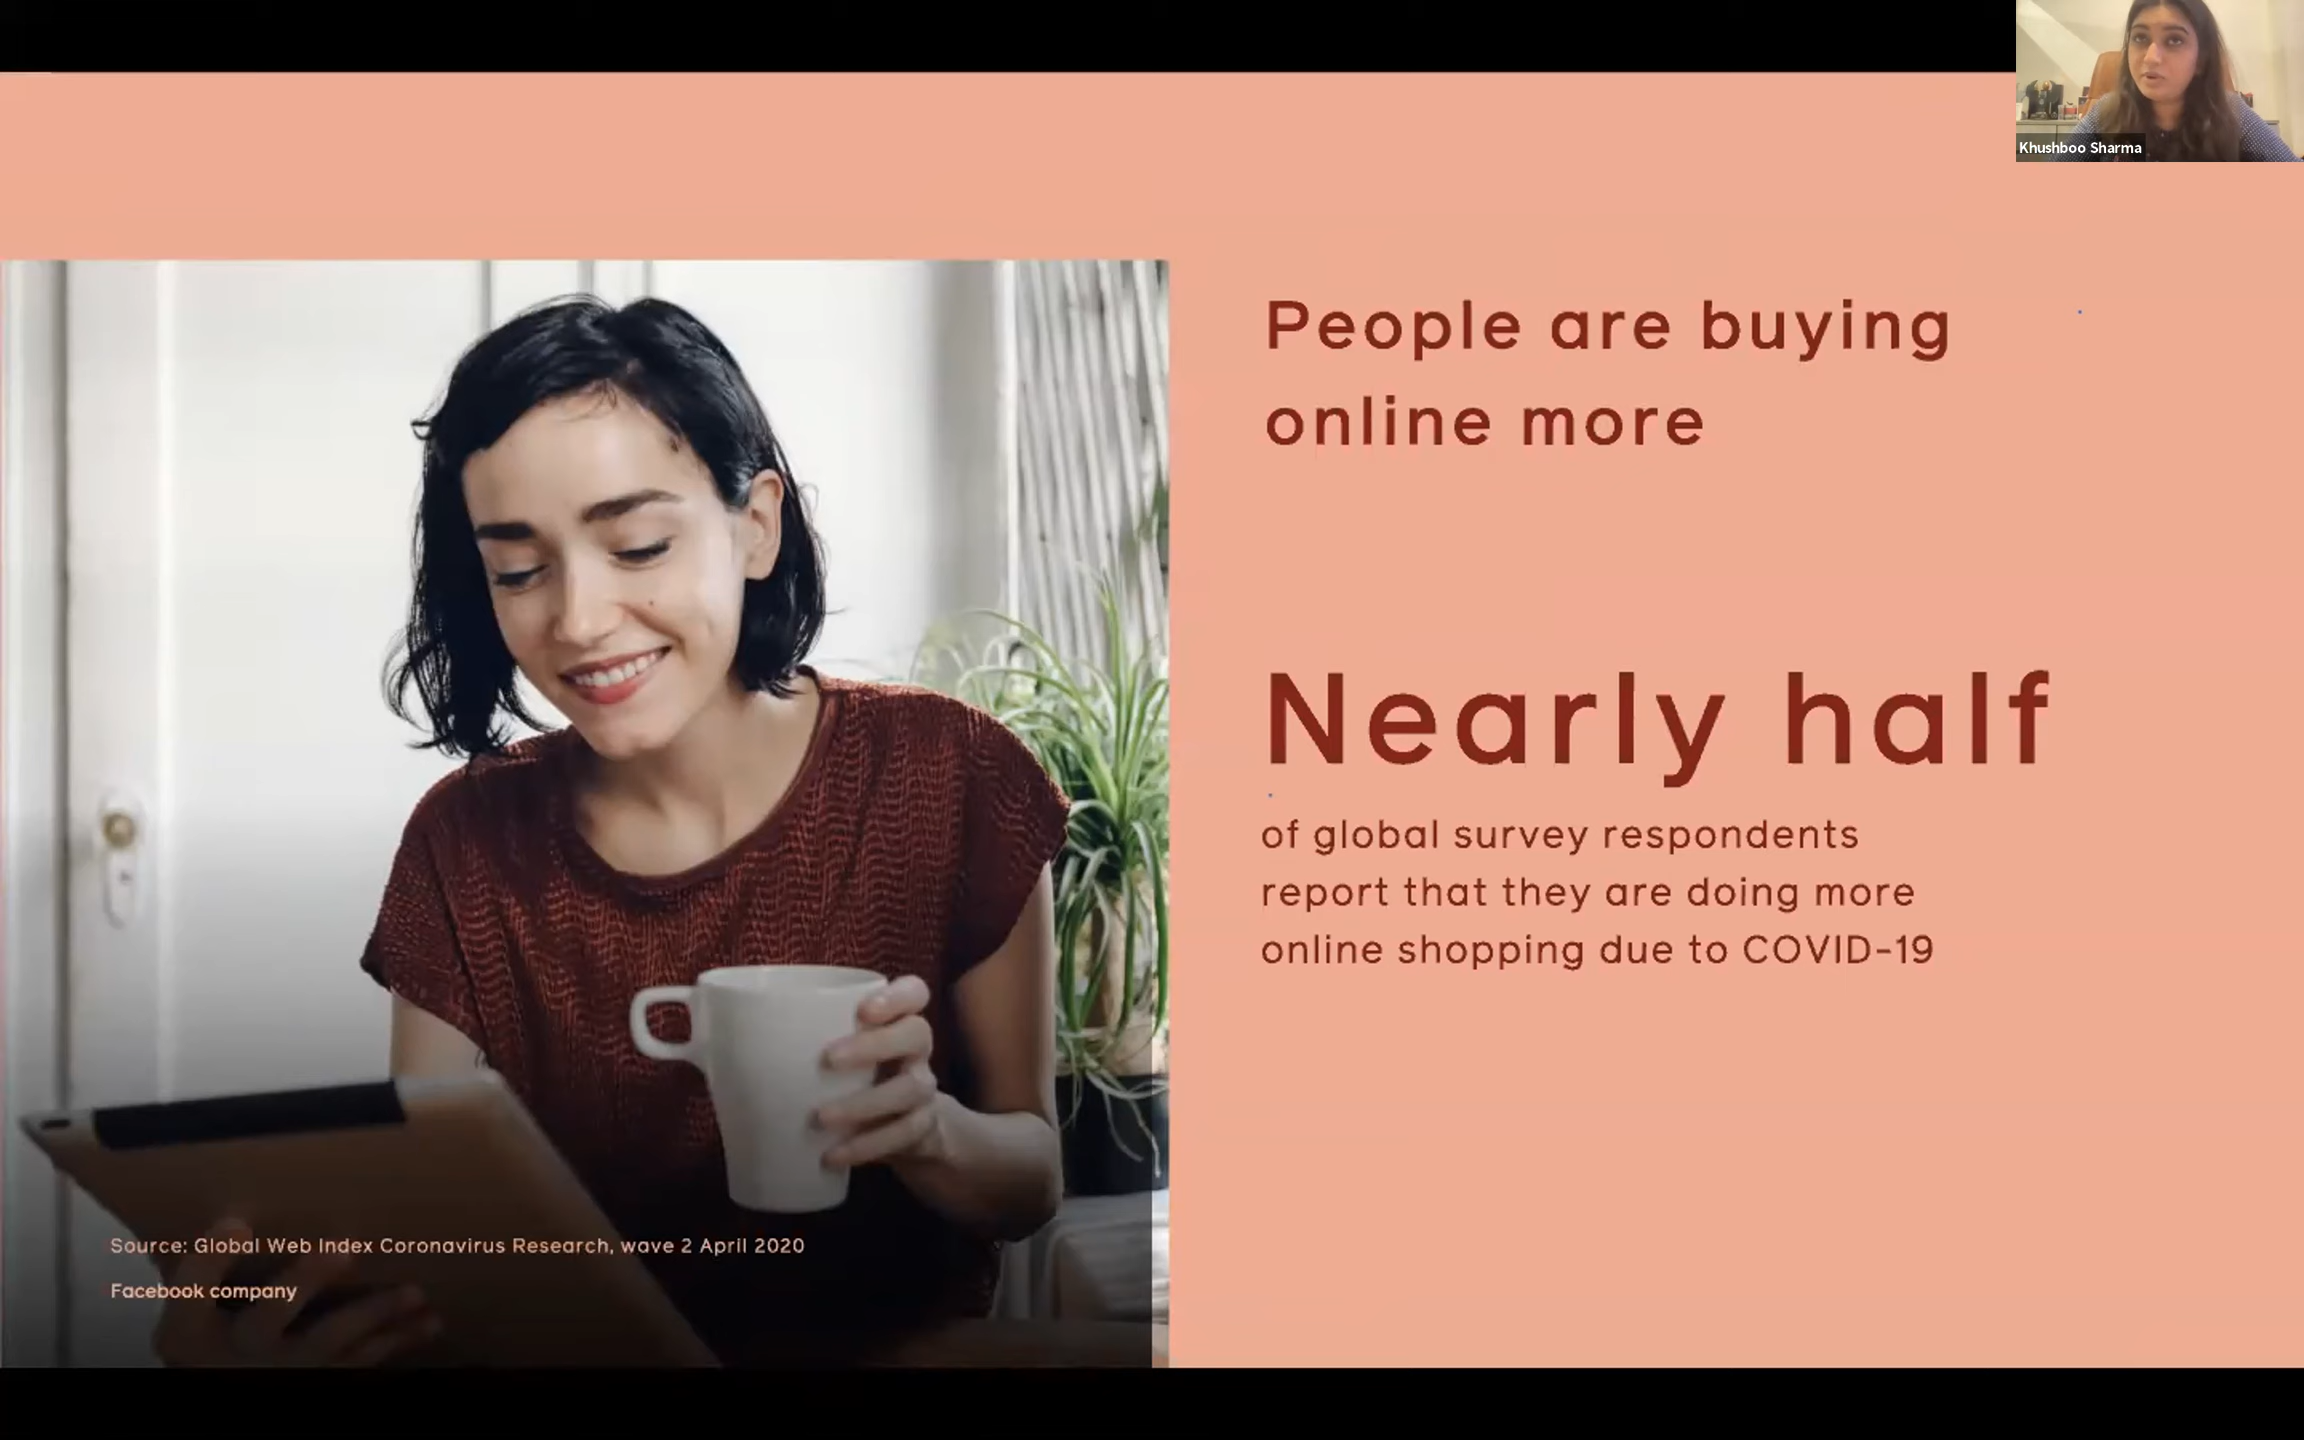 Khushboo Sharma
People are buying
online more
Nearly half
of global survey respondents
report that they are doing more
online shopping due to COVID-19
Source: Global Web Index Coronavirus Research, wave 2 April 2020
Facebook company